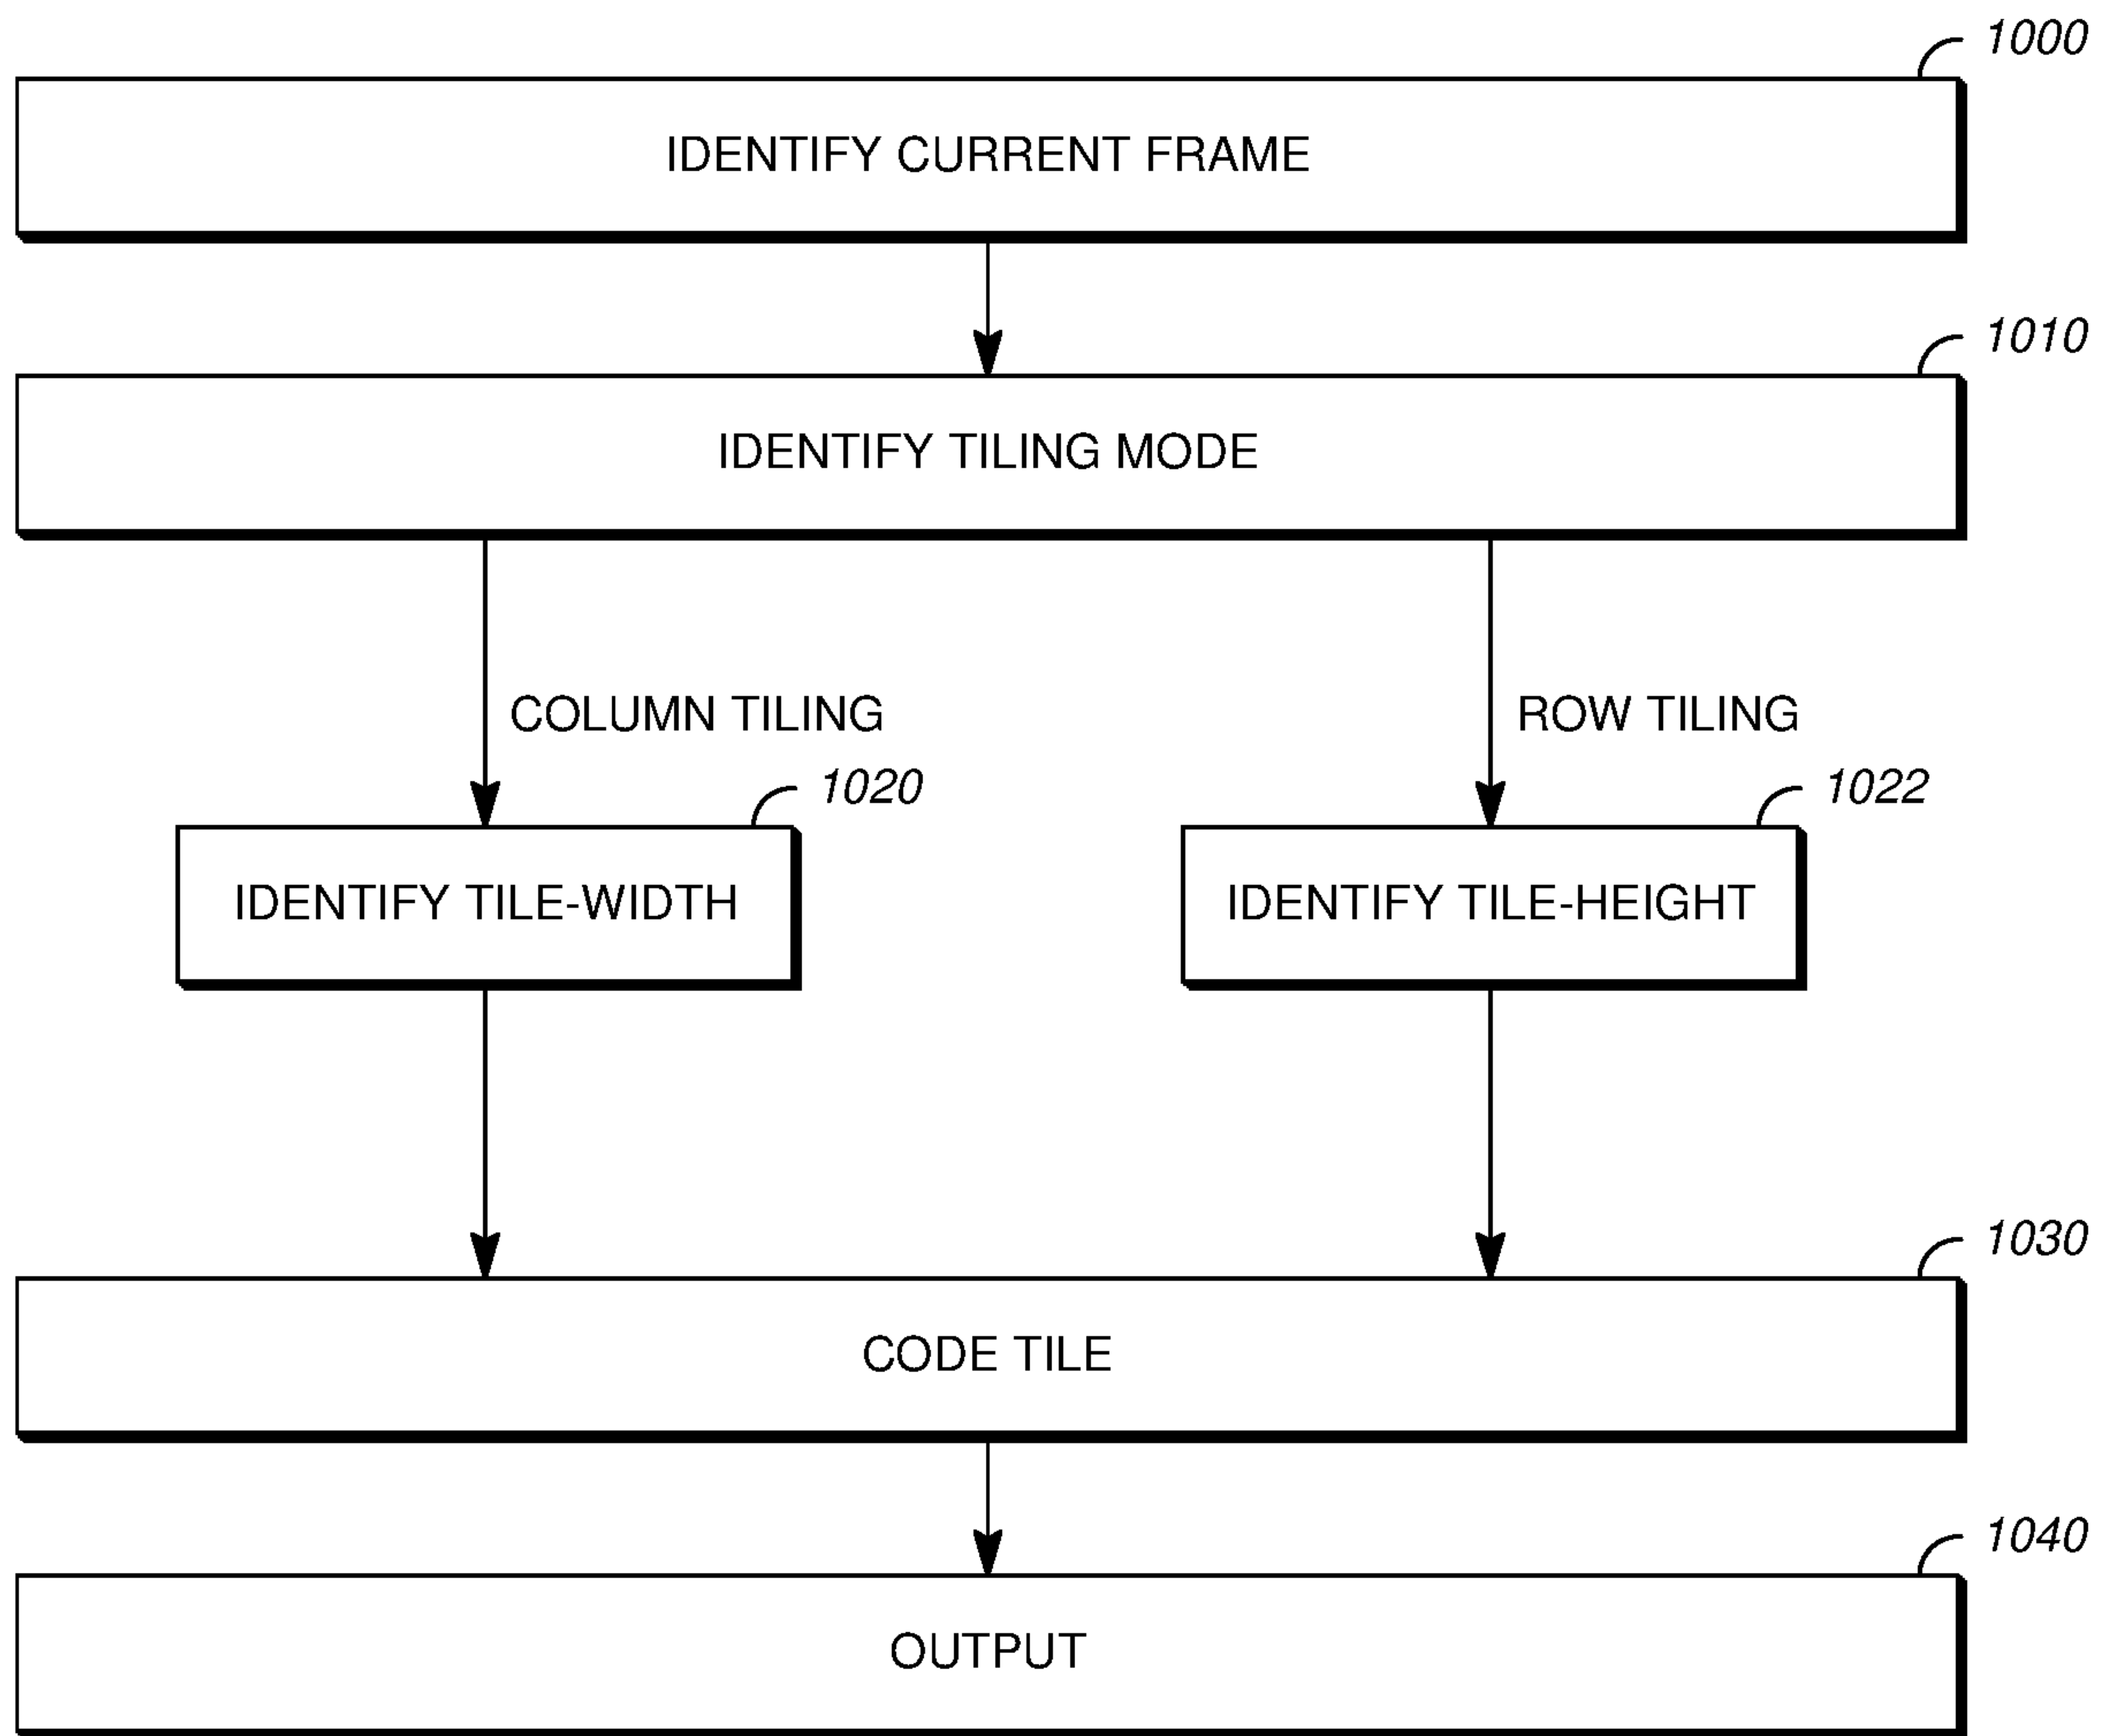 1000
IDENTIFY CURRENT FRAME
1010
IDENTIFY TILING MODE
COLUMN TILING
ROW TILING
1020
1022
IDENTIFY TILE-WIDTH
IDENTIFY TILE-HEIGHT
1030
CODE TILE
1040
OUTPUT